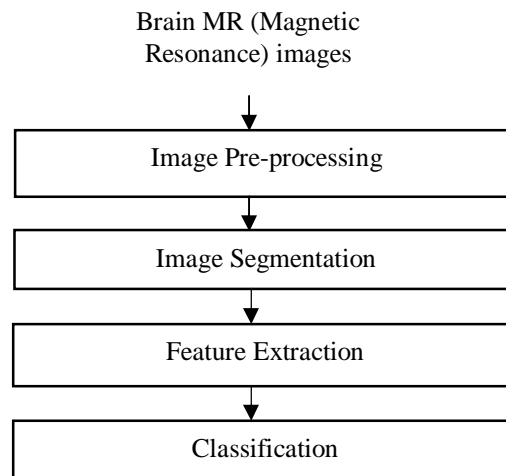 Brain MR (Magnetic
Resonance) images
Image Pre-processing
Image Segmentation
Feature Extraction
Classification